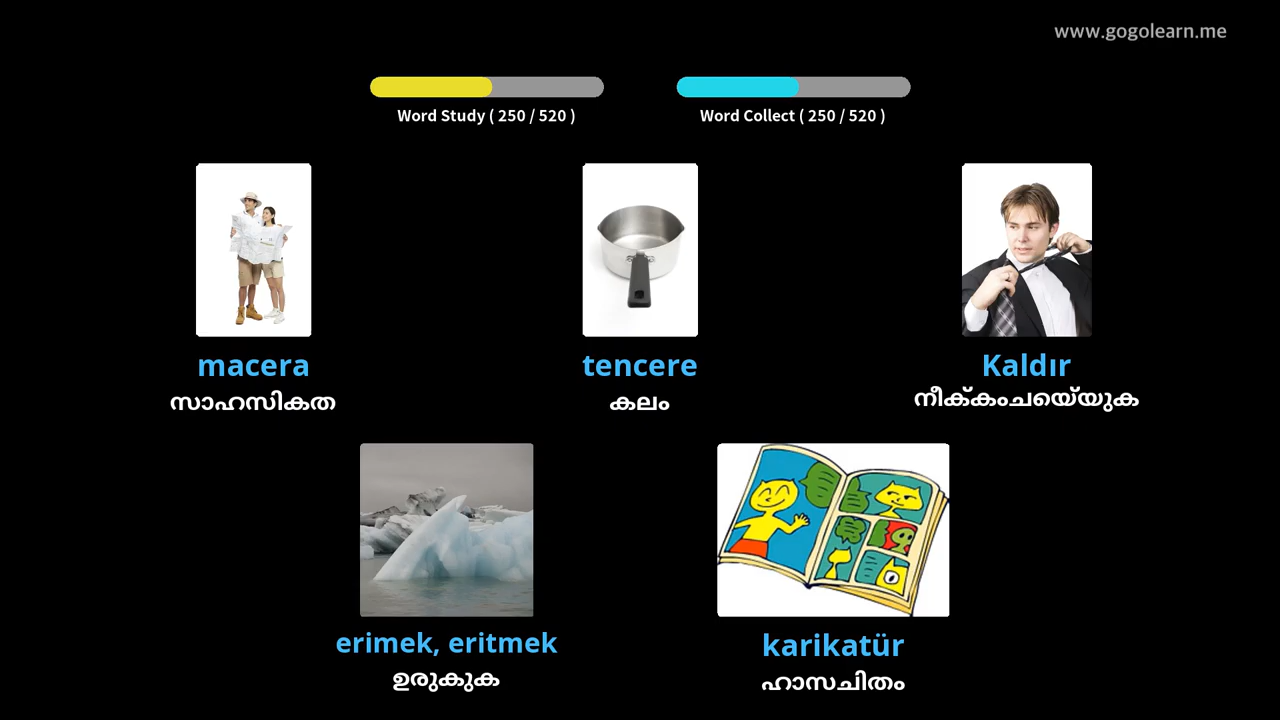 www.gogolearn.me
Word Study ( 250 / 520 )
Word Collect ( 250 / 520 )
macera
സാഹസികത
tencere
കലം
Kaldır
നീക്കംചെയ്യുക
erimek, eritmek
ഉരുകുക
karikatür
ഹാസചിതം